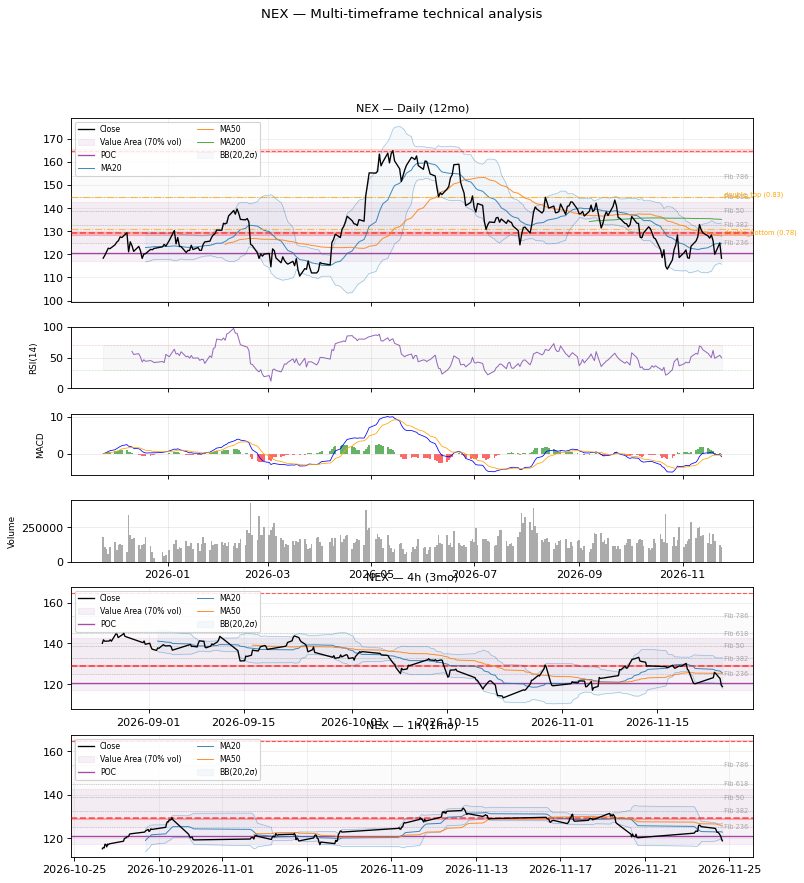 NEX — Multi-timeframe technical analysis
NEX — Daily (12mo)
Close
Value Area (70% vol)
POC
MA20
MA50
MA200
BB(20,2σ)
170
160
150
140
130
120
110
100
Fib 786
double_top (0.83)
Fib 50
Fib 382
bottom (0.78)
Fib 236
RSI(14)
100
50
0
MACD
10
0
Volume
250000
0
2026-01
2026-03
2026-05
2026-07
2026-09
2026-11
NEX — 4h (3mo)
Close
Value Area (70% vol)
POC
MA20
MA50
BB(20,2σ)
160
140
120
Fib 786
Fib 618
Fib 50
Fib 382
Fib 236
2026-09-01
2026-09-15
2026-10-01
2026-10-15
2026-11-01
2026-11-15
NEX — 1h (1mo)
Close
Value Area (70% vol)
POC
MA20
MA50
BB(20,2σ)
160
140
120
Fib 786
Fib 618
Fib 50
Fib 382
Fib 236
2026-10-25
2026-10-29
2026-11-01
2026-11-05
2026-11-09
2026-11-13
2026-11-17
2026-11-21
2026-11-25